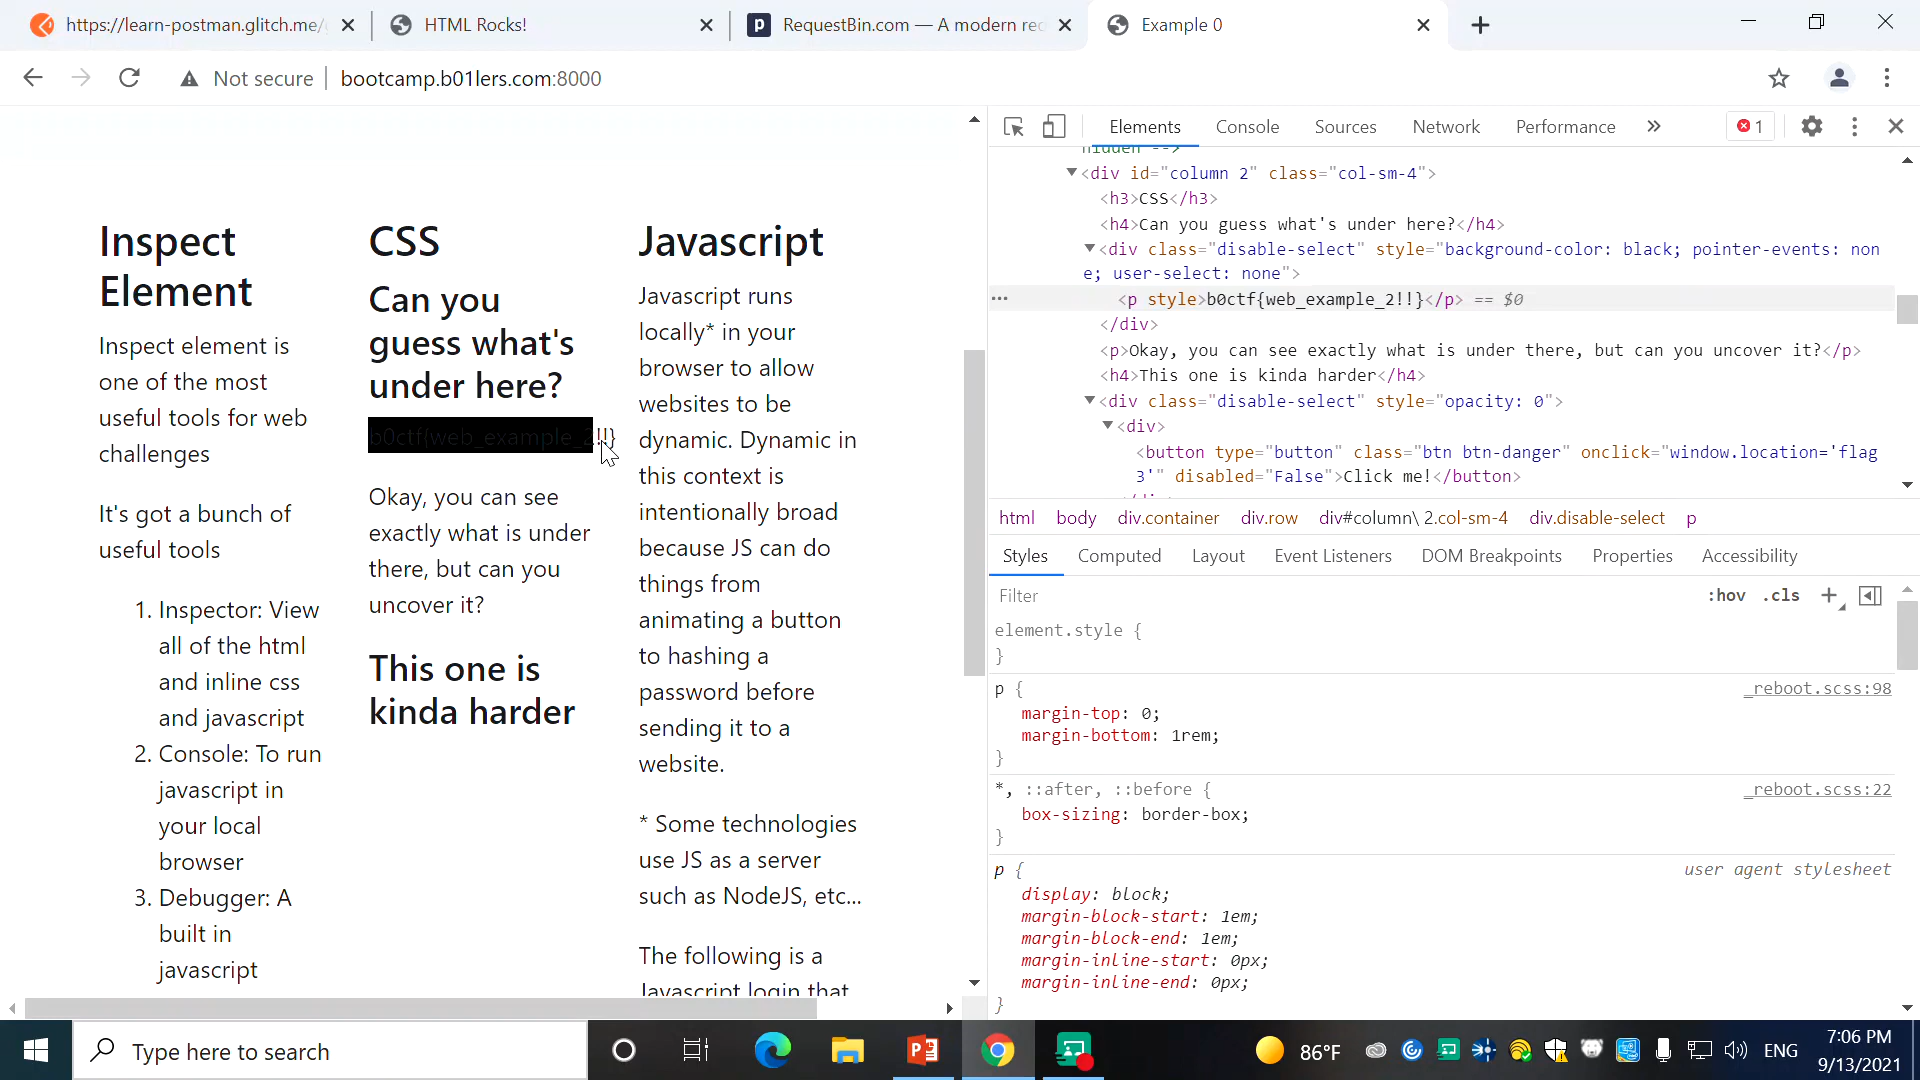 https://learn-postman.glitch.me/
HTML Rocks!
RequestBin.com — A modern rec
Example 0
Not secure
bootcamp.b01lers.com:8000
Inspect
Element
Inspect element is
one of the most
useful tools for web
challenges
It's got a bunch of
useful tools
1. Inspector: View
all of the html
and inline css
and javascript
2. Console: To run
javascript in
your local
browser
3. Debugger: A
built in
javascript
CSS
Can you
guess what's
under here?
b0ctf{web_example_2!!}
Okay, you can see
exactly what is under
there, but can you
uncover it?
This one is
kinda harder
Javascript
Javascript runs
locally* in your
browser to allow
websites to be
dynamic. Dynamic in
this context is
intentionally broad
because JS can do
things from
animating a button
to hashing a
password before
sending it to a
website.
* Some technologies
use JS as a server
such as NodeJS, etc...
The following is a
Javascript login that
Elements
Console
Sources
Network
Performance
»
1
hidden -->
<div id="column 2" class="col-sm-4">
<h3>CSS</h3>
<h4>Can you guess what's under here?</h4>
<div class="disable-select" style="background-color: black; pointer-events: non
e; user-select: none">
<p style>b0ctf{web_example_2!!}</p> == $0
</div>
<p>Okay, you can see exactly what is under there, but can you uncover it?</p>
<h4>This one is kinda harder</h4>
<div class="disable-select" style="opacity: 0">
<div>
<button type="button" class="btn btn-danger" onclick="window.location='flag
3'" disabled="False">Click me!</button>
html body div.container div.row div#column\ 2.col-sm-4 div.disable-select p
Styles Computed Layout Event Listeners DOM Breakpoints Properties Accessibility
Filter
:hov .cls
element.style {
}
p {
_reboot.scss:98
margin-top: 0;
margin-bottom: 1rem;
}
*, ::after, ::before {
_reboot.scss:22
box-sizing: border-box;
}
p {
user agent stylesheet
display: block;
margin-block-start: 1em;
margin-block-end: 1em;
margin-inline-start: 0px;
margin-inline-end: 0px;
}
Type here to search
86°F
ENG
7:06 PM
9/13/2021